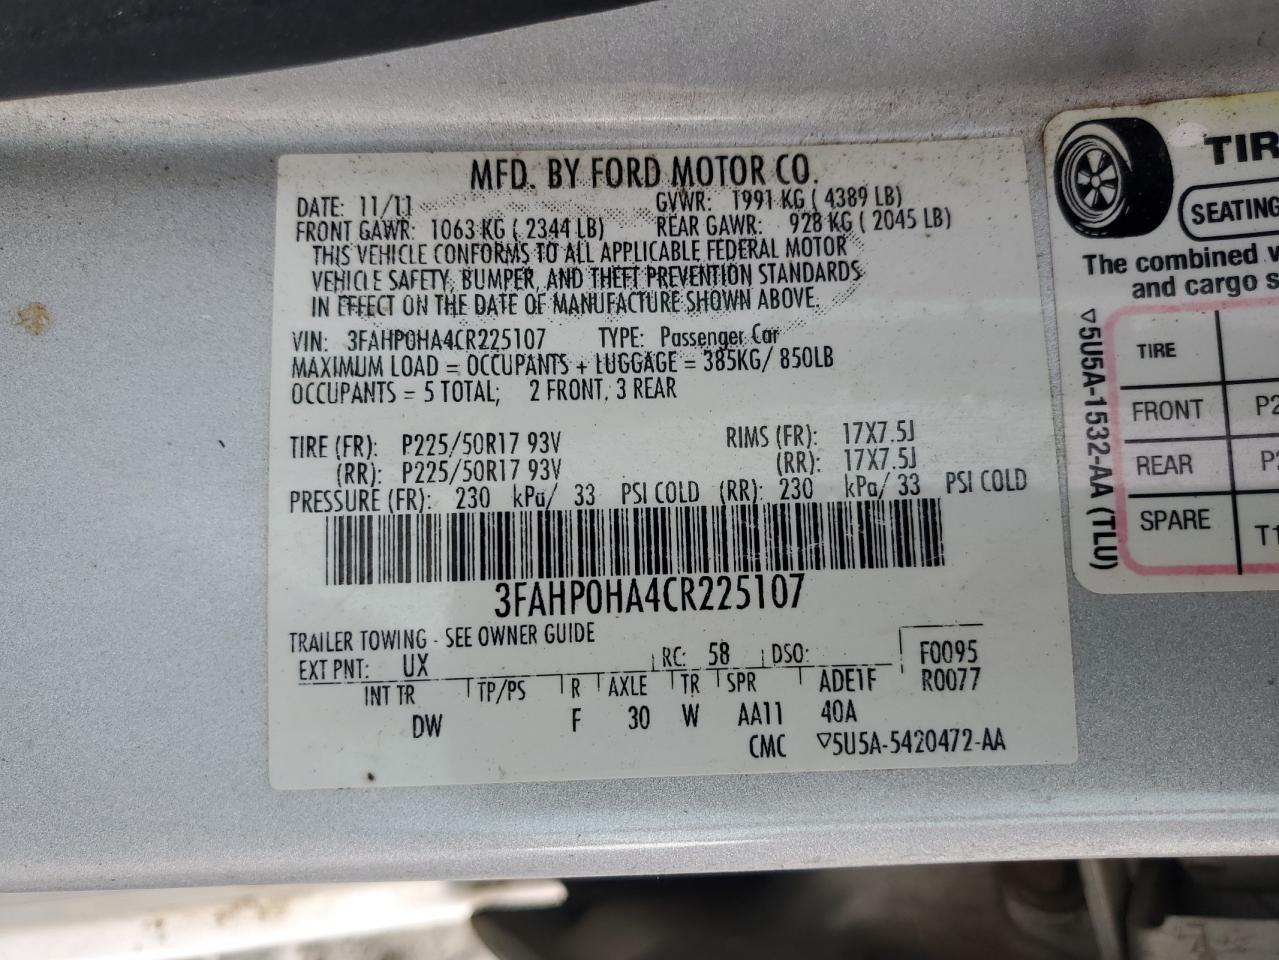 MFD. BY FORD MOTOR CO.
DATE: 11/11 GVWR: 1991 KG ( 4389 LB)
FRONT GAWR: 1063 KG ( 2344 LB) REAR GAWR: 928 KG ( 2045 LB)
THIS VEHICLE CONFORMS TO ALL APPLICABLE FEDERAL MOTOR
VEHICLE SAFETY, BUMPER, AND THEFT PREVENTION STANDARDS
IN EFFECT ON THE DATE OF MANUFACTURE SHOWN ABOVE.
VIN: 3FAHP0HA4CR225107 TYPE: Passenger Car
MAXIMUM LOAD = OCCUPANTS + LUGGAGE = 385KG/ 850LB
OCCUPANTS = 5 TOTAL; 2 FRONT, 3 REAR
TIRE (FR): P225/50R17 93V RIMS (FR): 17X7.5J
(RR): P225/50R17 93V (RR): 17X7.5J
PRESSURE (FR): 230 kPa/ 33 PSI COLD (RR): 230 kPa/ 33 PSI COLD
3FAHP0HA4CR225107
TRAILER TOWING - SEE OWNER GUIDE
EXT PNT: UX RC: 58 DSO: F0095
INT TR TP/PS R AXLE TR SPR ADE1F R0077
DW F 30 W AA11 40A
CMC ▽5U5A-5420472-AA
TIR
SEATING
The combined
and cargo
▽5U5A-1532-AA (TLU)
TIRE
FRONT P2
REAR P2
SPARE T1